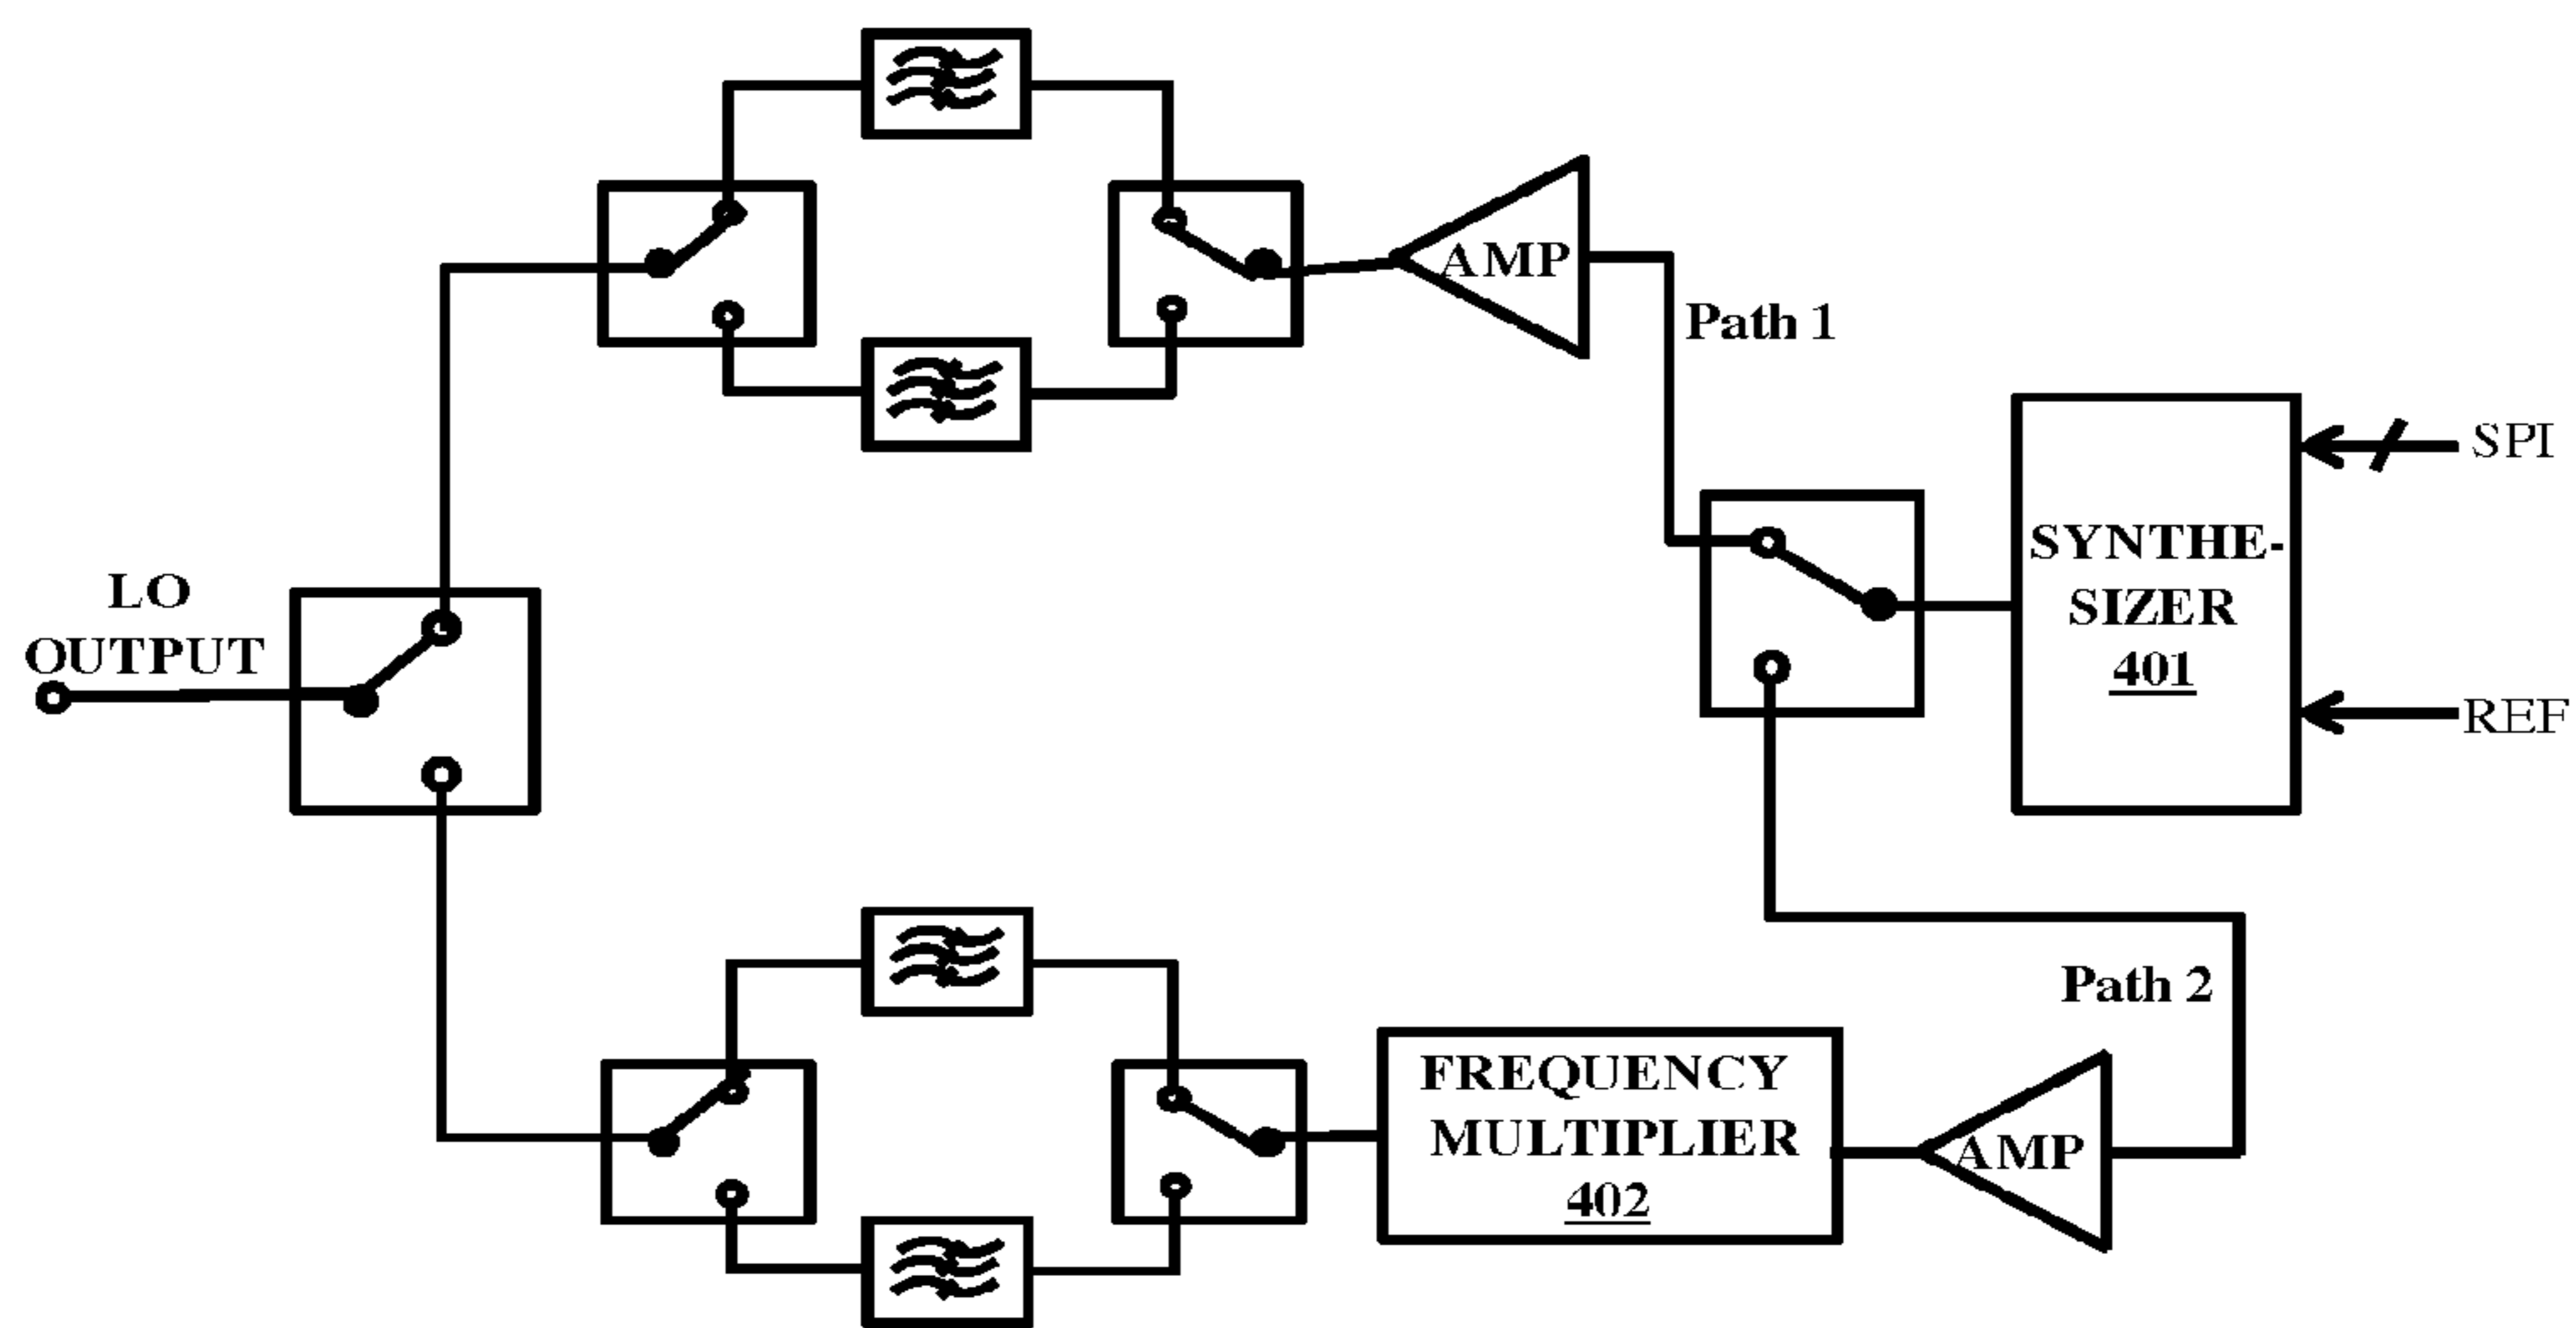 AMP
Path 1
SPI
SYNTHE-
SIZER
401
REF
LO
OUTPUT
Path 2
FREQUENCY
MULTIPLIER
402
AMP